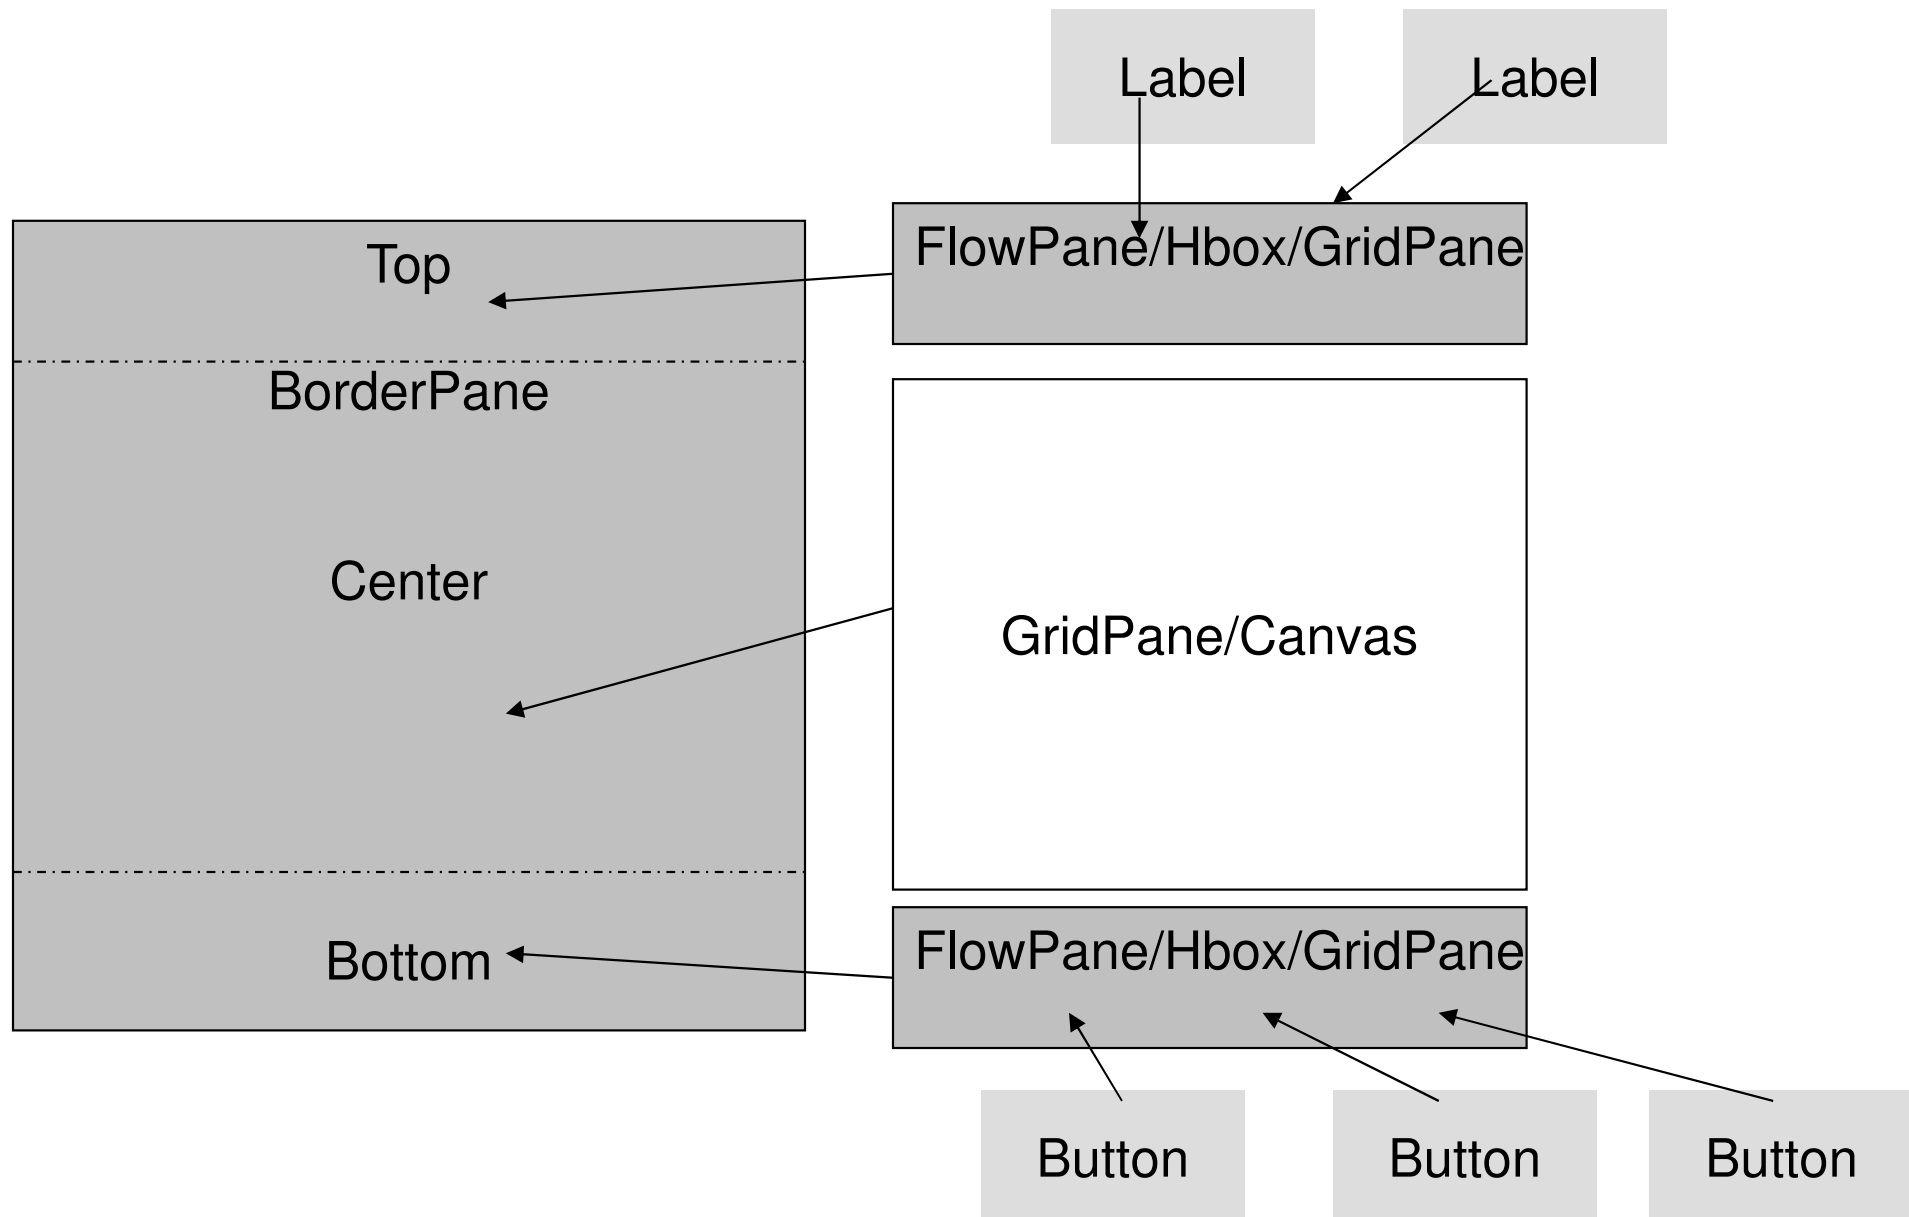 Label
Label
Top
FlowPane/Hbox/GridPane
BorderPane
Center
GridPane/Canvas
Bottom
FlowPane/Hbox/GridPane
Button
Button
Button